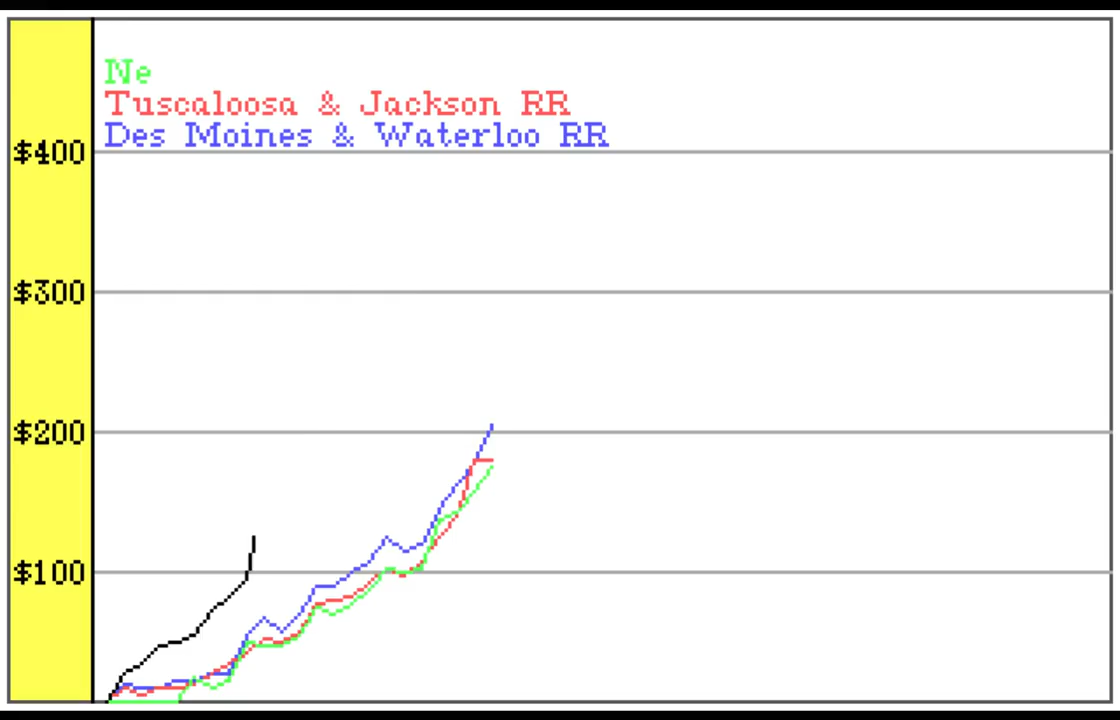 Ne
Tuscaloosa & Jackson RR
Des Moines & Waterloo RR
$400
$300
$200
$100